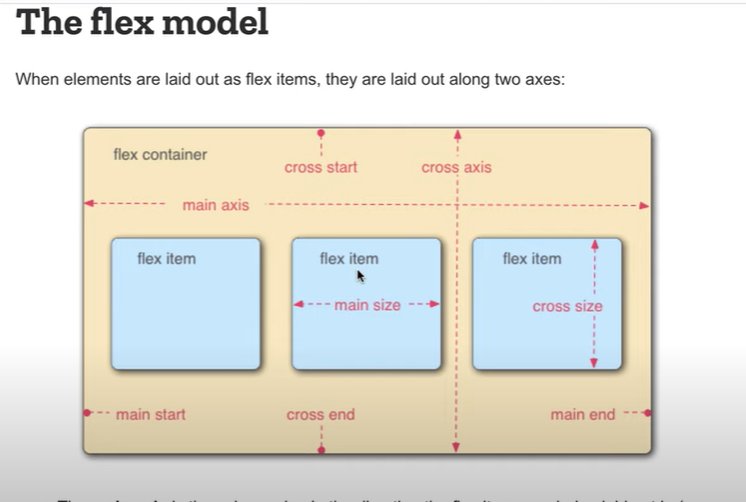 The flex model
When elements are laid out as flex items, they are laid out along two axes:
flex container
cross start
cross axis
main axis
flex item
flex item
flex item
main size
cross size
main start
cross end
main end